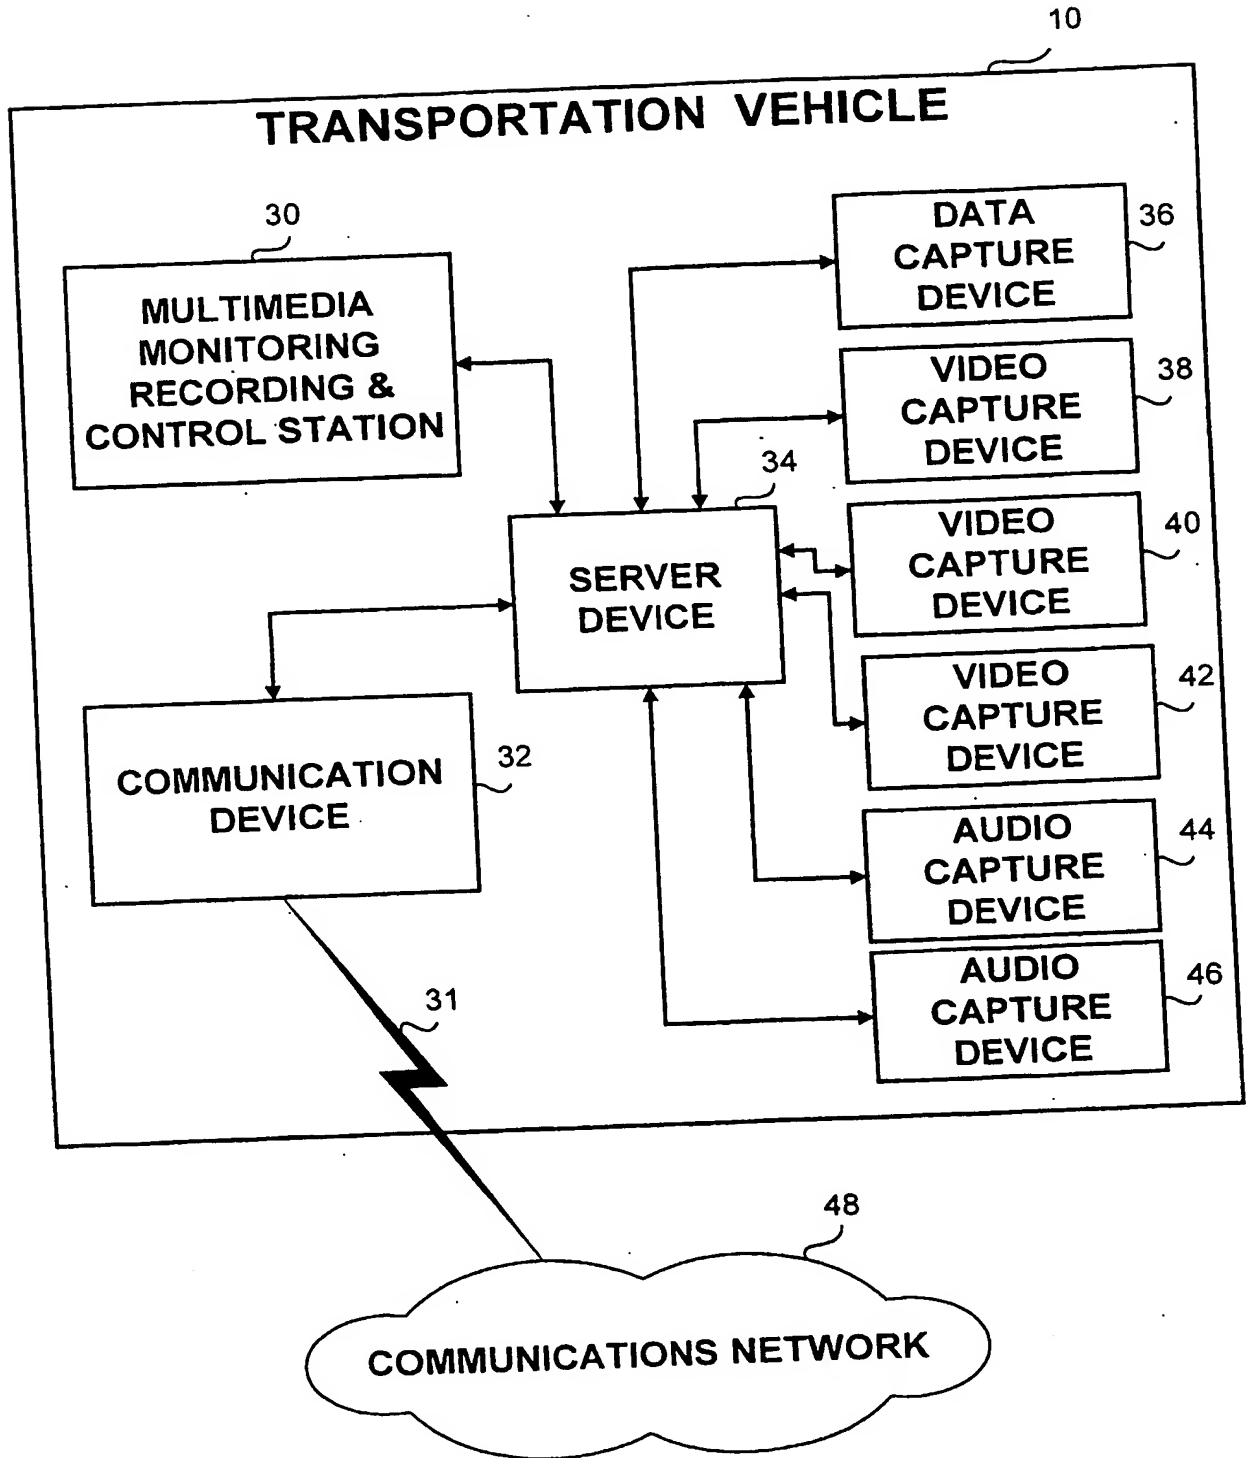 10
TRANSPORTATION VEHICLE
30
MULTIMEDIA
MONITORING
RECORDING &
CONTROL STATION
DATA
CAPTURE
DEVICE
36
VIDEO
CAPTURE
DEVICE
38
34
SERVER
DEVICE
VIDEO
CAPTURE
DEVICE
40
VIDEO
CAPTURE
DEVICE
42
COMMUNICATION
DEVICE
32
AUDIO
CAPTURE
DEVICE
44
AUDIO
CAPTURE
DEVICE
46
31
48
COMMUNICATIONS NETWORK